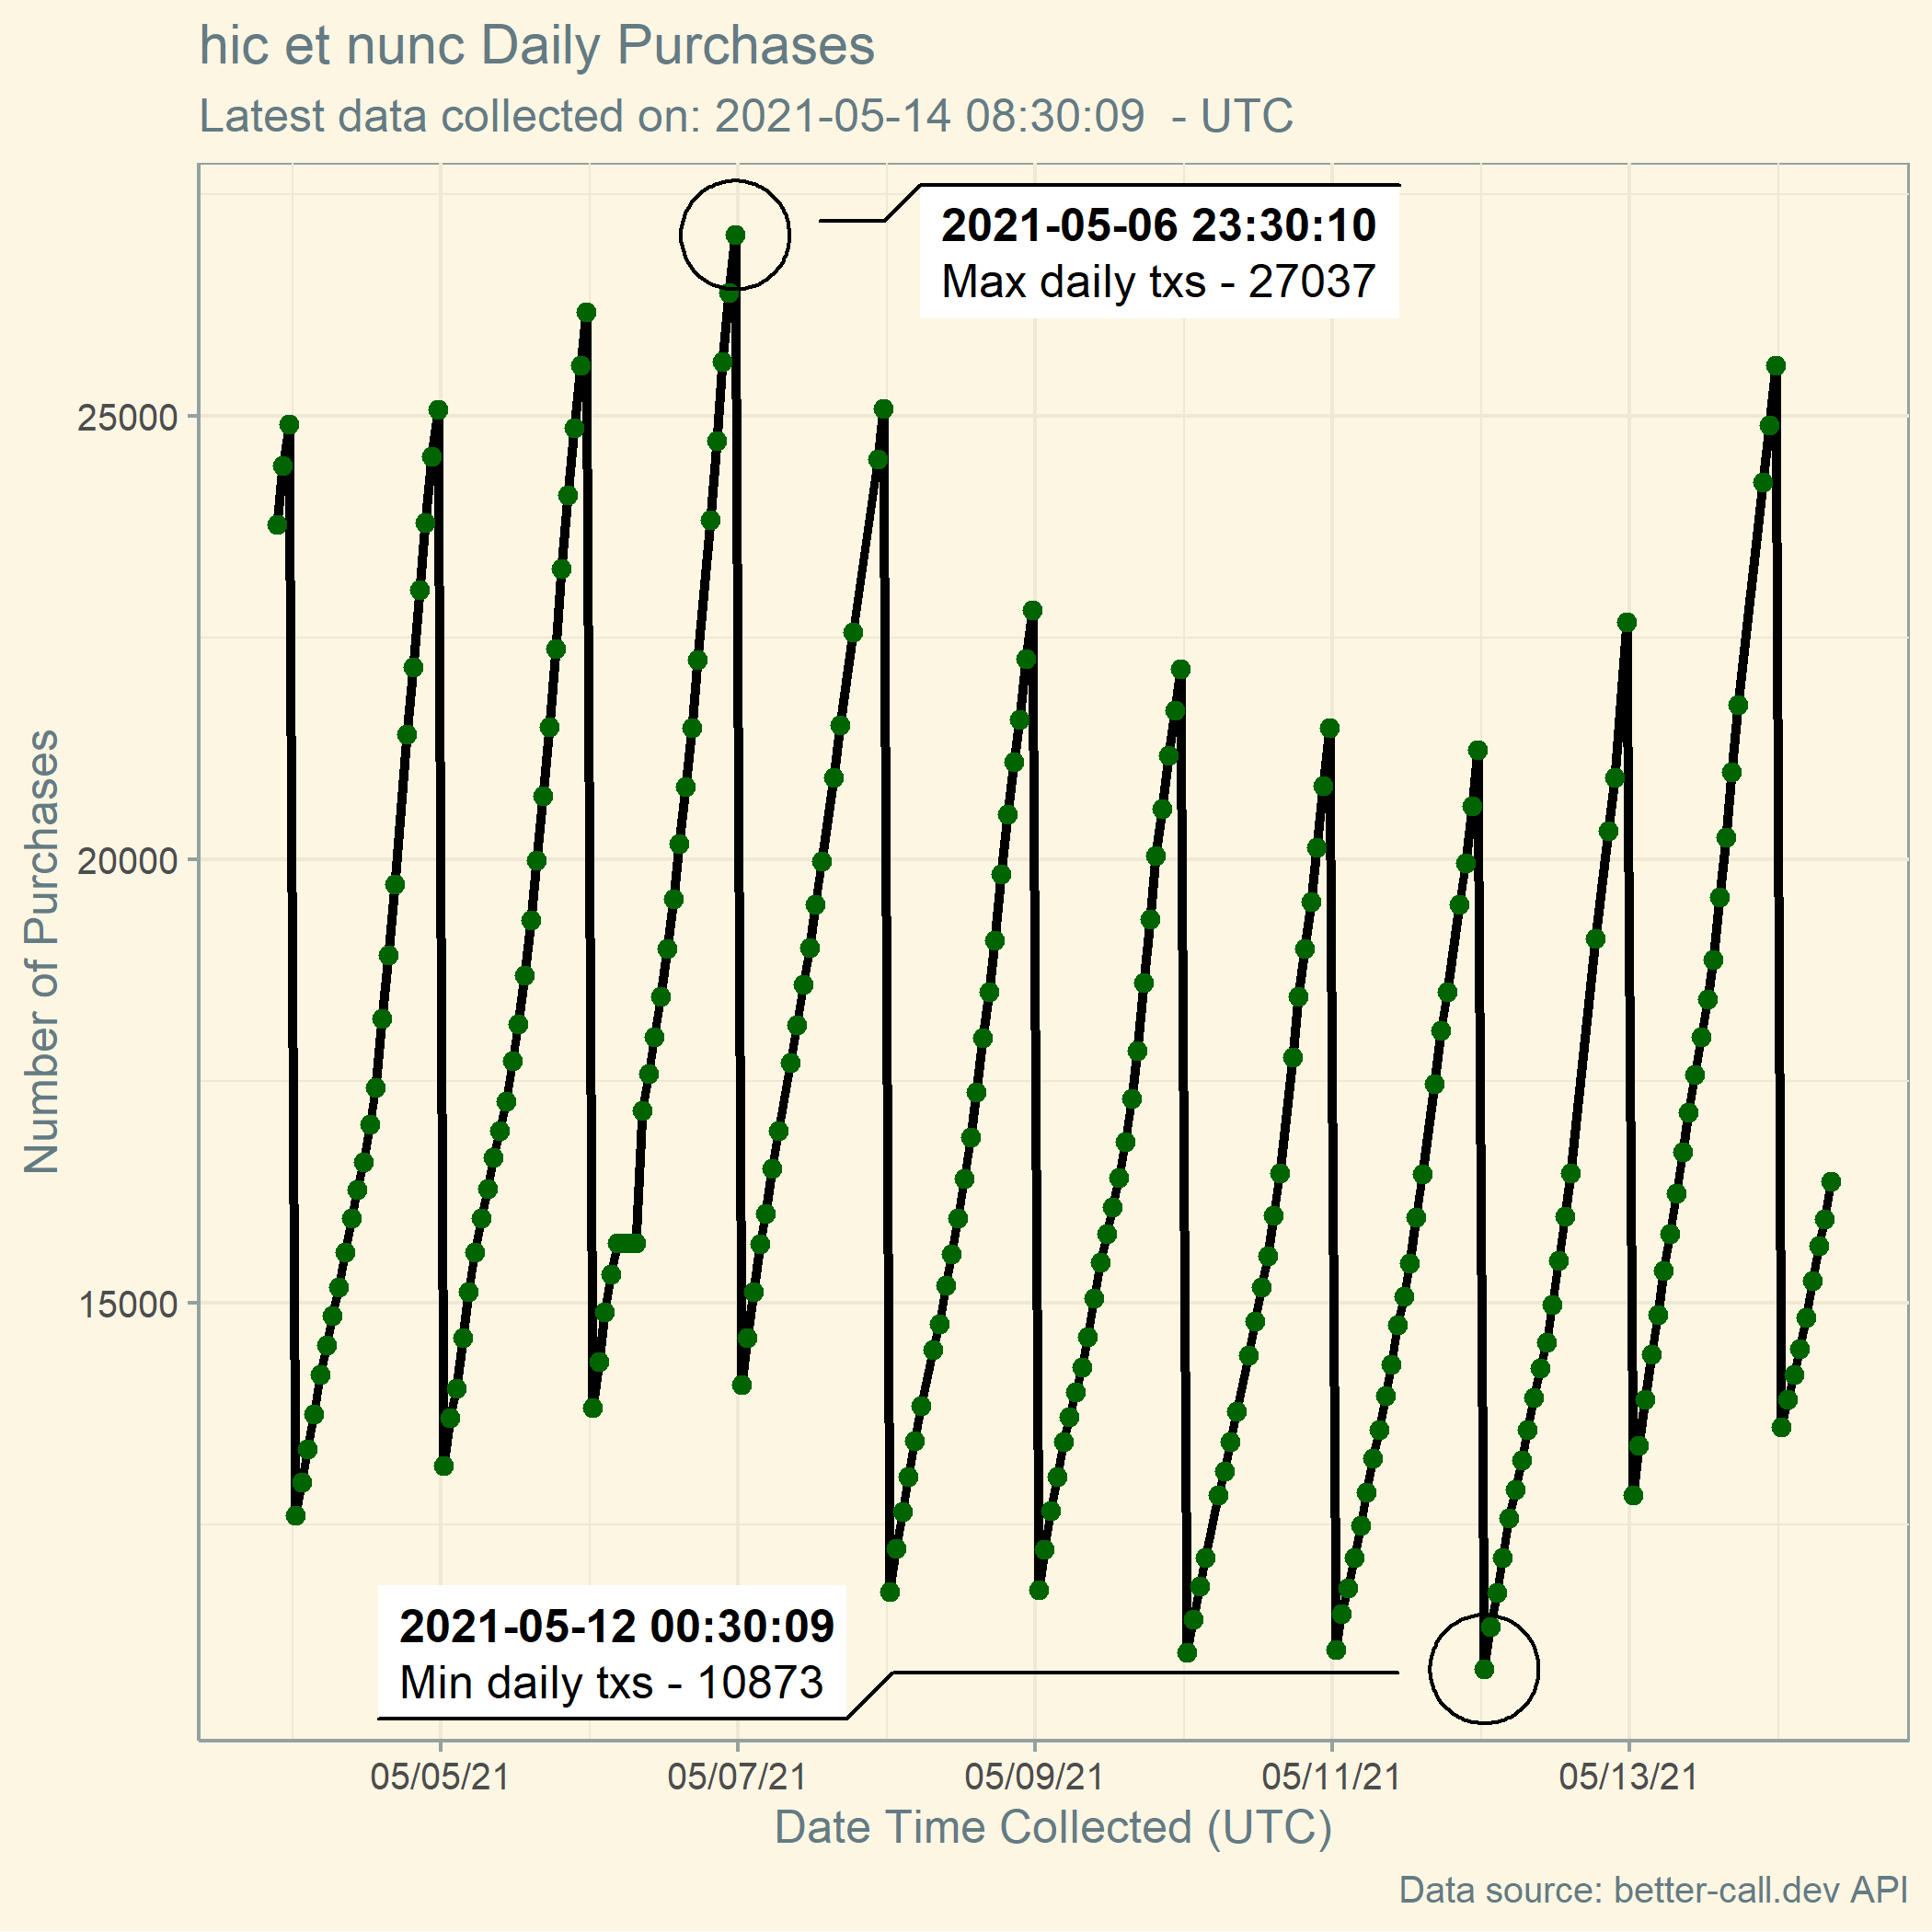 hic et nunc Daily Purchases
Latest data collected on: 2021-05-14 08:30:09  - UTC
2021-05-06 23:30:10
Max daily txs - 27037
25000
20000
15000
Number of Purchases
2021-05-12 00:30:09
Min daily txs - 10873
05/05/21
05/07/21
05/09/21
05/11/21
05/13/21
Date Time Collected (UTC)
Data source: better-call.dev API